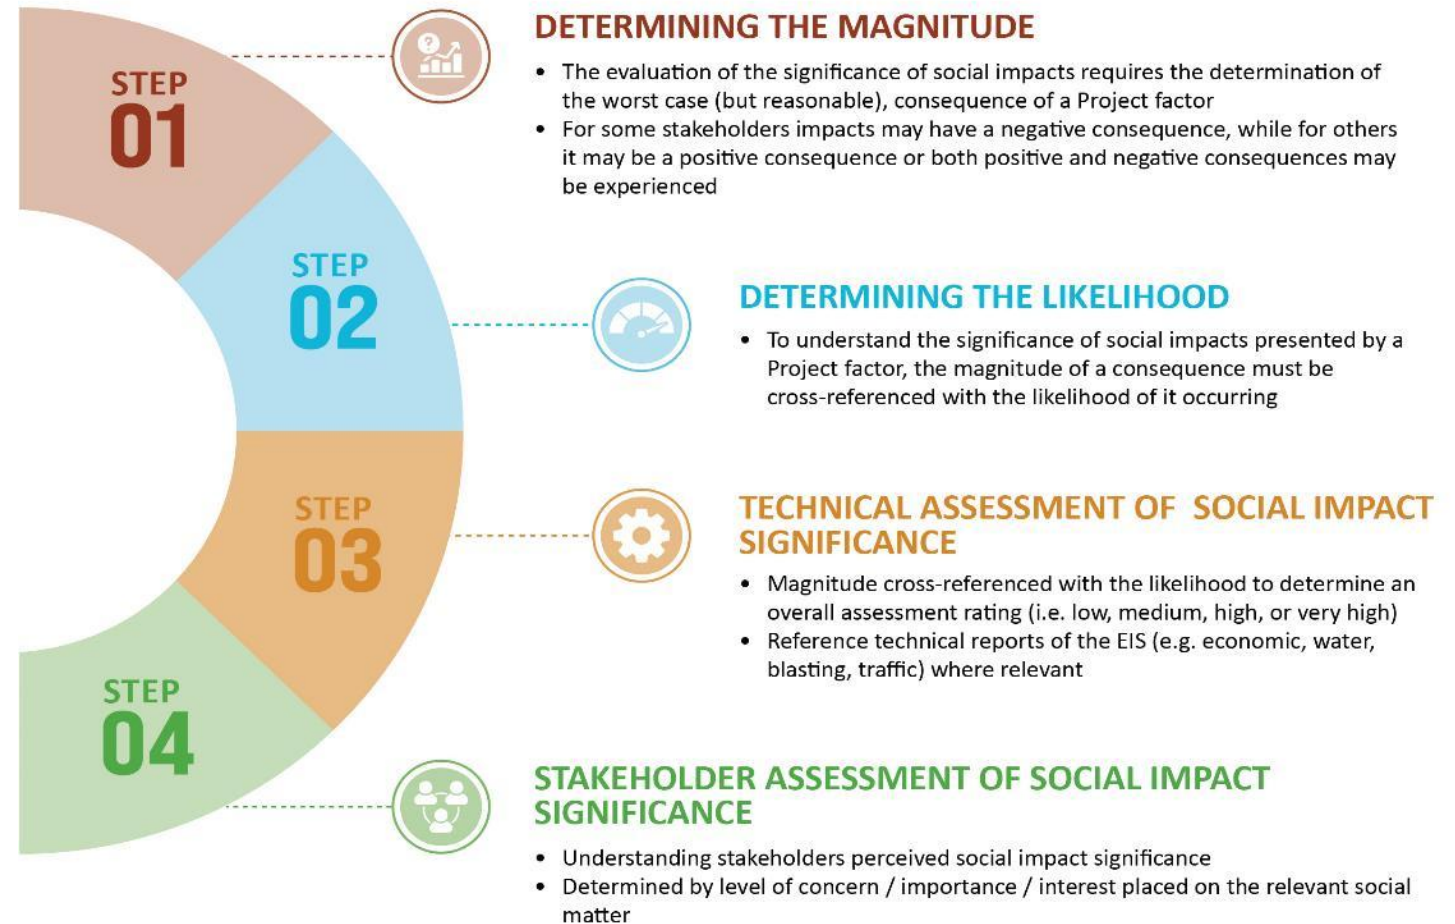 STEP
01
DETERMINING THE MAGNITUDE
• The evaluation of the significance of social impacts requires the determination of
the worst case (but reasonable), consequence of a Project factor
• For some stakeholders impacts may have a negative consequence, while for others
it may be a positive consequence or both positive and negative consequences may
be experienced
STEP
02
DETERMINING THE LIKELIHOOD
• To understand the significance of social impacts presented by a
Project factor, the magnitude of a consequence must be
cross-referenced with the likelihood of it occurring
STEP
03
TECHNICAL ASSESSMENT OF SOCIAL IMPACT
SIGNIFICANCE
• Magnitude cross-referenced with the likelihood to determine an
overall assessment rating (i.e. low, medium, high, or very high)
• Reference technical reports of the EIS (e.g. economic, water,
blasting, traffic) where relevant
STEP
04
STAKEHOLDER ASSESSMENT OF SOCIAL IMPACT
SIGNIFICANCE
• Understanding stakeholders perceived social impact significance
• Determined by level of concern / importance / interest placed on the relevant social
matter